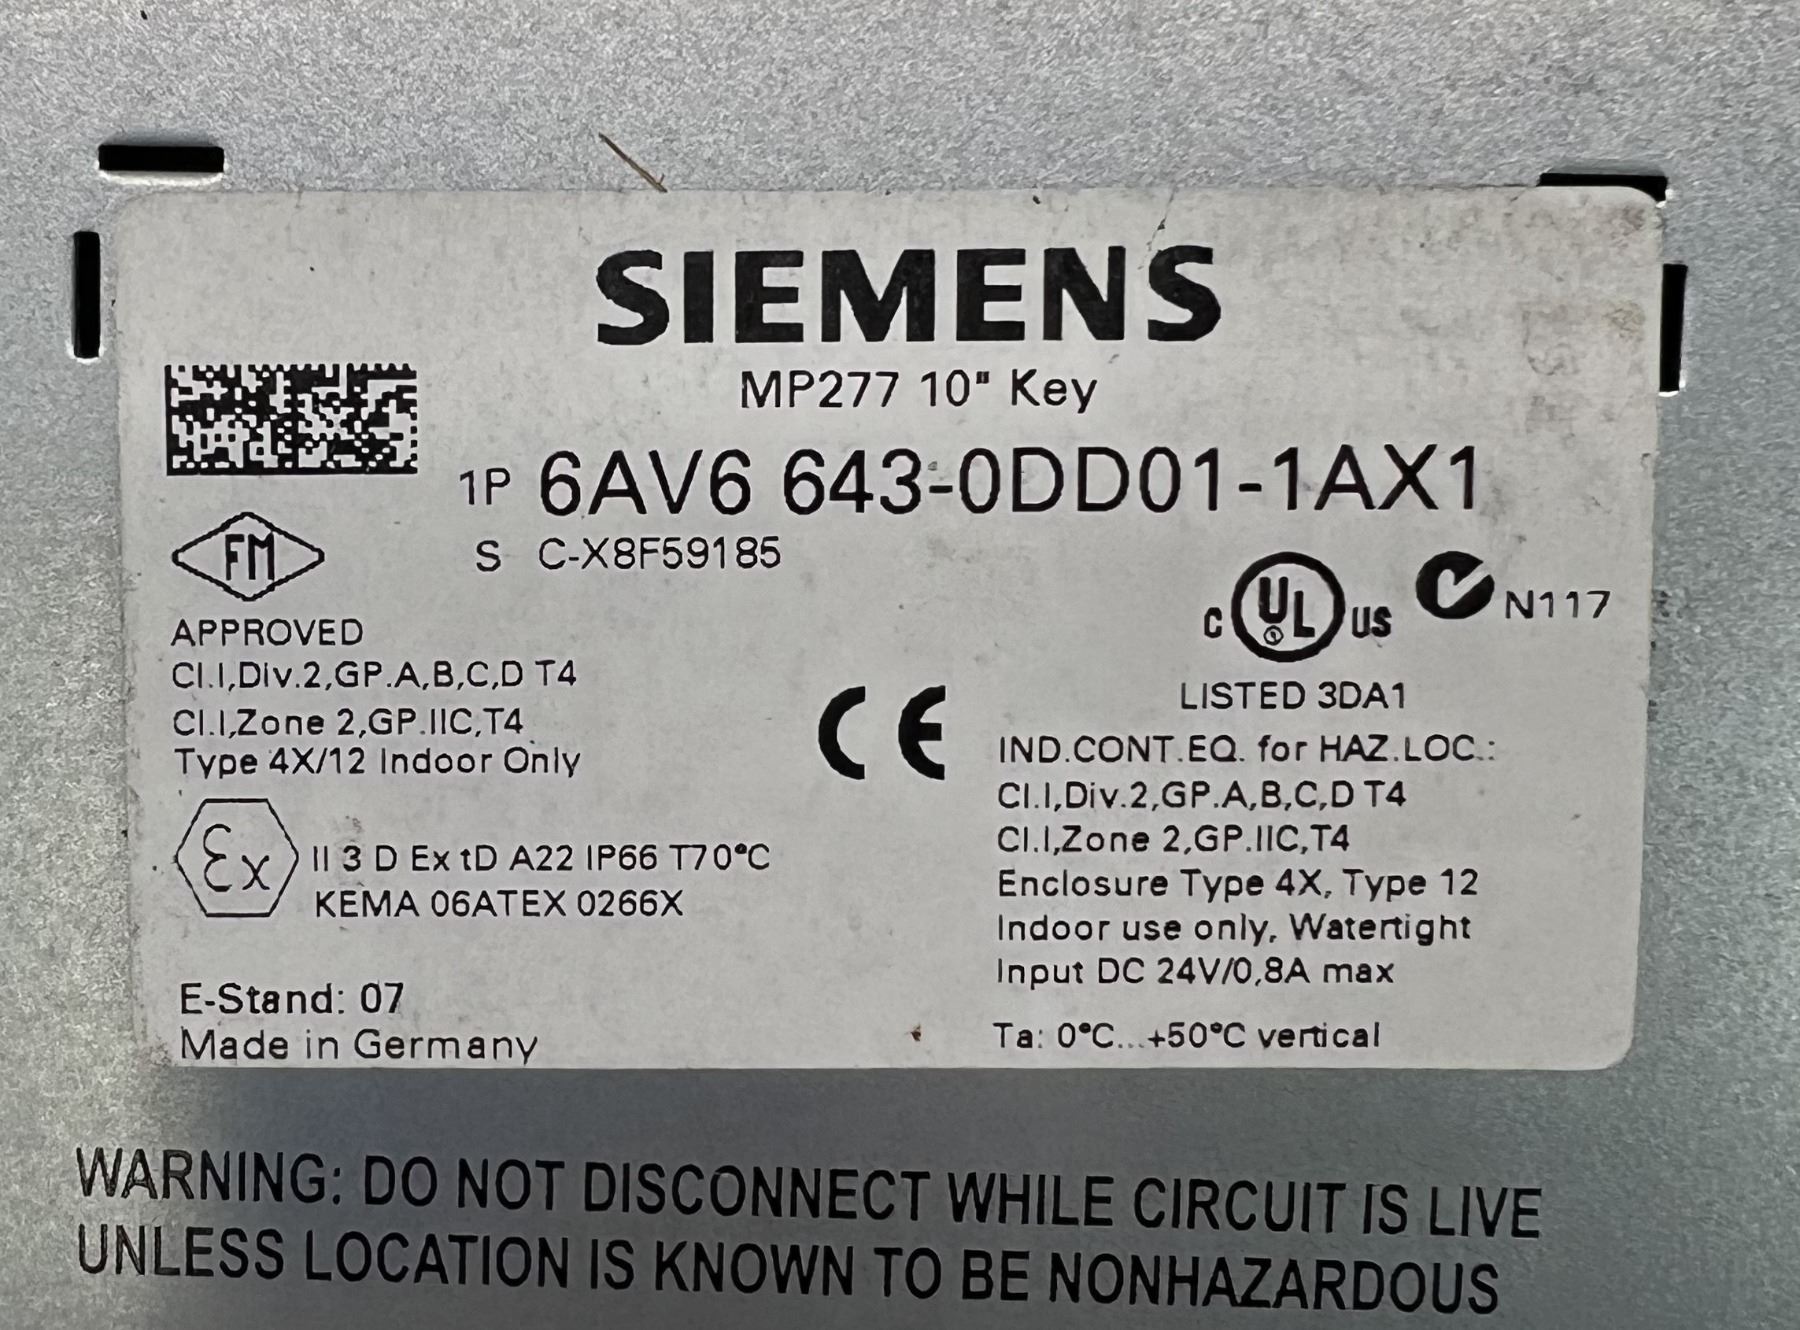 SIEMENS
MP277 10" Key
1P 6AV6 643-0DD01-1AX1
S C-X8F59185
FM
APPROVED
Cl.I,Div.2,GP.A,B,C,D T4
Cl.I,Zone 2,GP.IIC,T4
Type 4X/12 Indoor Only
Ex II 3 D Ex tD A22 IP66 T70°C
KEMA 06ATEX 0266X
E-Stand: 07
Made in Germany
CE
C UL US N117
LISTED 3DA1
IND.CONT.EQ. for HAZ.LOC.:
Cl.I,Div.2,GP.A,B,C,D T4
Cl.I,Zone 2,GP.IIC,T4
Enclosure Type 4X, Type 12
Indoor use only, Watertight
Input DC 24V/0,8A max
Ta: 0°C...+50°C vertical
WARNING: DO NOT DISCONNECT WHILE CIRCUIT IS LIVE
UNLESS LOCATION IS KNOWN TO BE NONHAZARDOUS